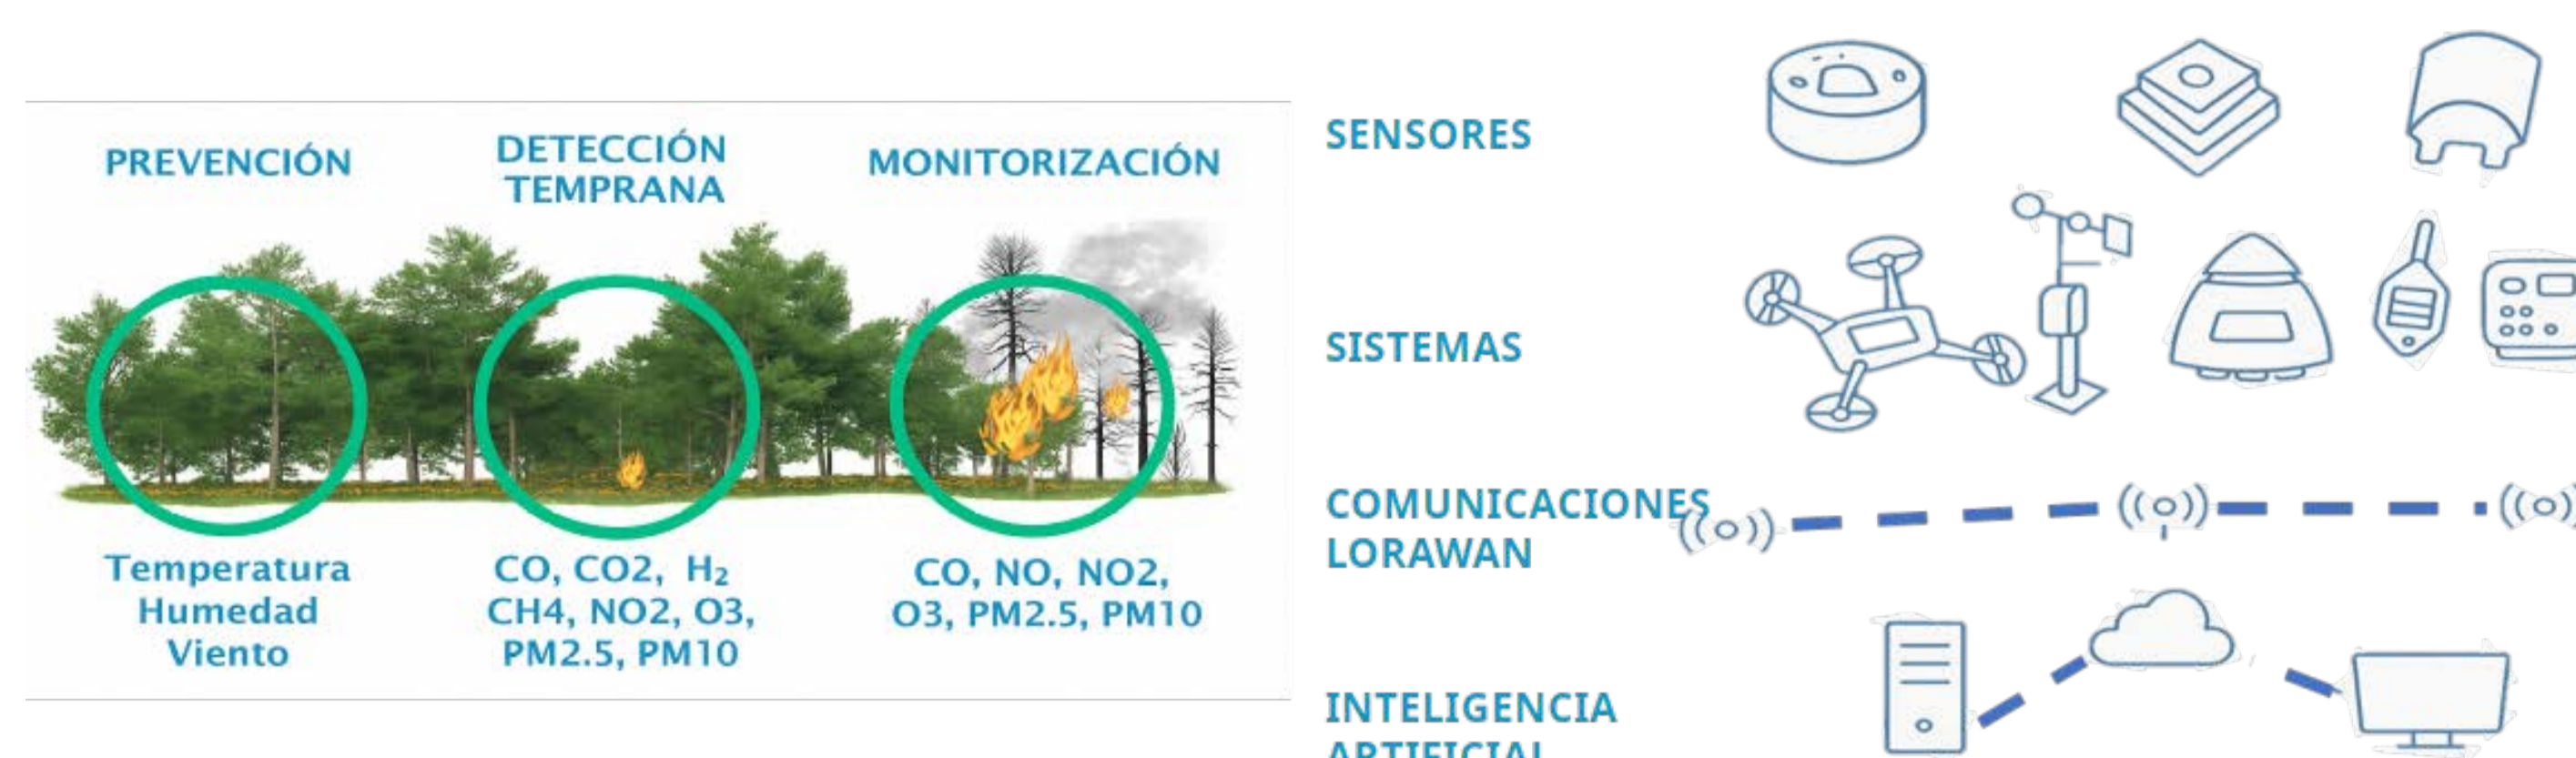 PREVENCIÓN
DETECCIÓN
TEMPRANA
MONITORIZACIÓN
Temperatura
Humedad
Viento
CO, CO2, H₂
CH4, NO2, O3,
PM2.5, PM10
CO, NO, NO2,
O3, PM2.5, PM10
SENSORES
SISTEMAS
COMUNICACIONES
LORAWAN
INTELIGENCIA
ARTIFICIAL